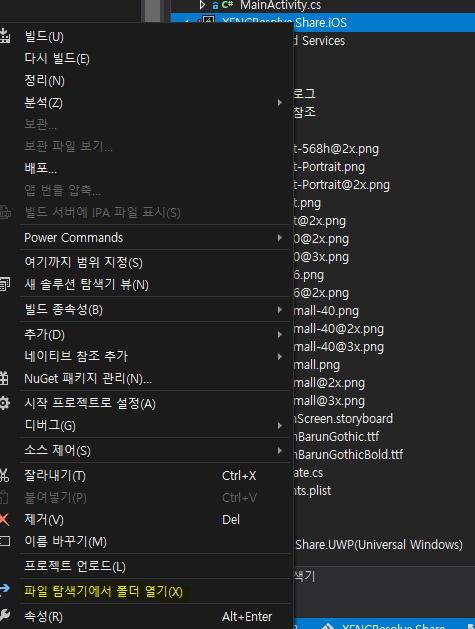 MainActivity.cs
XFNCResolve.Share.iOS
빌드(U)
d Services
다시 빌드(E)
정리(N)
분석(Z)
로그
보관...
참조
보관 파일 보기...
배포...
t-568h@2x.png
t-Portrait.png
앱 번들 압축...
t-Portrait@2x.png
t.png
빌드 서버에 IPA 파일 표시(S)
t@2x.png
Power Commands
0@2x.png
0@3x.png
여기까지 범위 지정(S)
6.png
새 솔루션 탐색기 뷰(N)
6@2x.png
빌드 종속성(B)
mall-40.png
추가(D)
mall-40@2x.png
네이티브 참조 추가
mall-40@3x.png
mall.png
NuGet 패키지 관리(N)...
mall@2x.png
시작 프로젝트로 설정(A)
mall@3x.png
디버그(G)
nScreen.storyboard
nBarunGothic.ttf
소스 제어(S)
nBarunGothicBold.ttf
잘라내기(T) Ctrl+X
ate.cs
붙여넣기(P) Ctrl+V
nts.plist
제거(V) Del
이름 바꾸기(M)
Share.UWP(Universal Windows)
프로젝트 언로드(L)
색기
파일 탐색기에서 폴더 열기(X)
속성(R) Alt+Enter